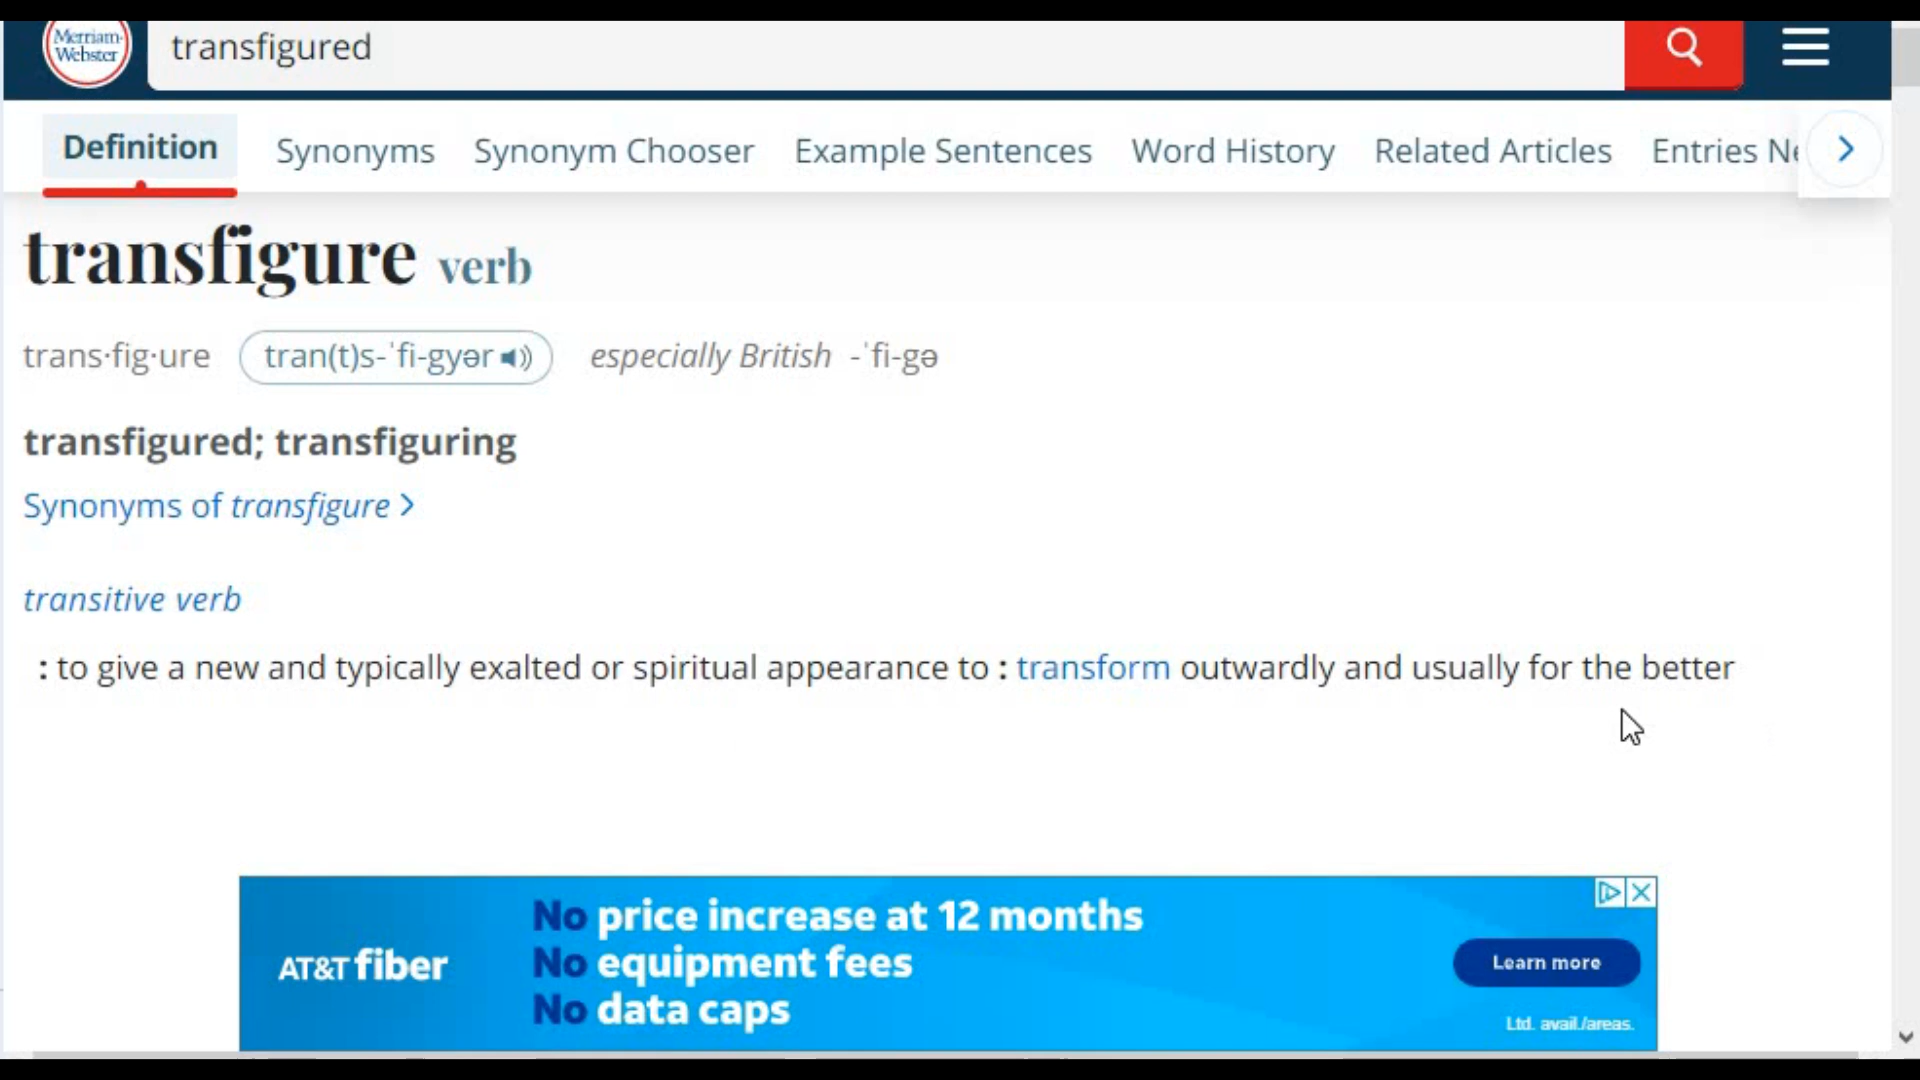 Merriam-
Webster
transfigured
Definition Synonyms Synonym Chooser Example Sentences Word History Related Articles Entries Ne
transfigure verb
trans·fig·ure tran(t)s-ˈfi-gyər especially British -ˈfi-gə
transfigured; transfiguring
Synonyms of transfigure >
transitive verb
: to give a new and typically exalted or spiritual appearance to : transform outwardly and usually for the better
No price increase at 12 months
AT&T fiber No equipment fees
Learn more
No data caps
Ltd. avail./areas.